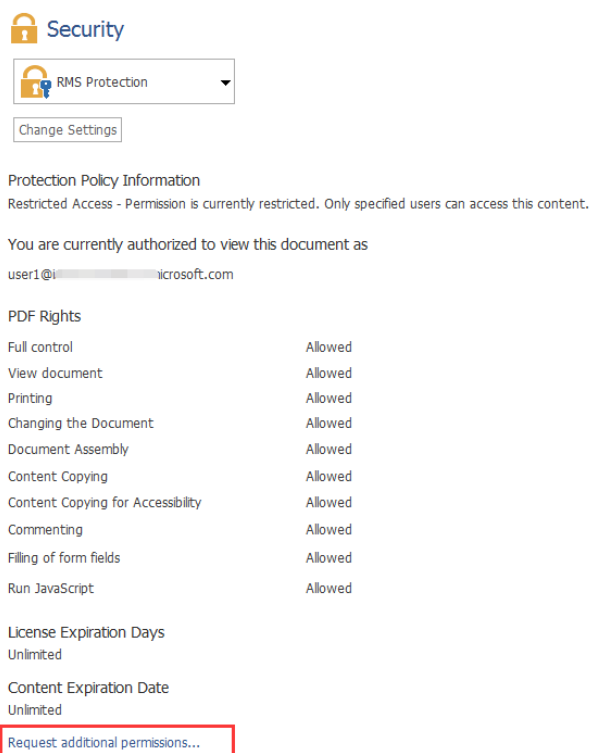 Security
RMS Protection
Change Settings
Protection Policy Information
Restricted Access - Permission is currently restricted. Only specified users can access this content.
You are currently authorized to view this document as
user1@i icrosoft.com
PDF Rights
Full control Allowed
View document Allowed
Printing Allowed
Changing the Document Allowed
Document Assembly Allowed
Content Copying Allowed
Content Copying for Accessibility Allowed
Commenting Allowed
Filling of form fields Allowed
Run JavaScript Allowed
License Expiration Days
Unlimited
Content Expiration Date
Unlimited
Request additional permissions...